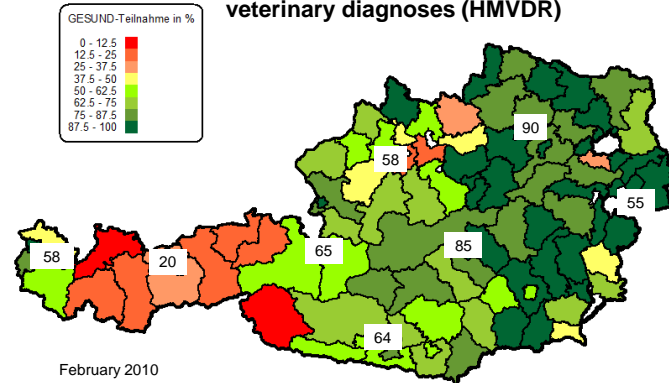 veterinary diagnoses (HMVDR)
GESUND-Teilnahme in %
0 - 12.5
12.5 - 25
25 - 37.5
37.5 - 50
50 - 62.5
62.5 - 75
75 - 87.5
87.5 - 100
90
58
55
65
85
58
20
64
February 2010